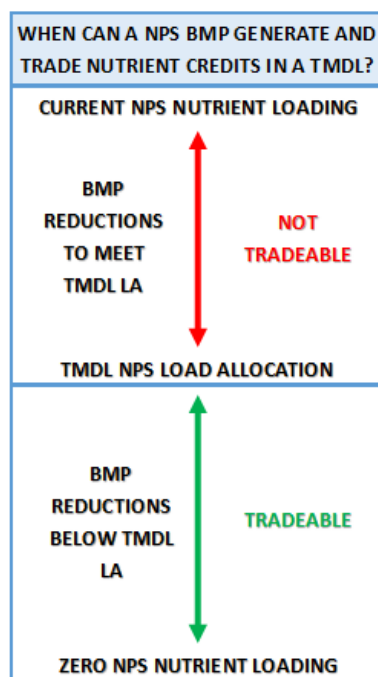 WHEN CAN A NPS BMP GENERATE AND
TRADE NUTRIENT CREDITS IN A TMDL?
CURRENT NPS NUTRIENT LOADING
BMP
REDUCTIONS
TO MEET
TMDL LA
NOT
TRADEABLE
TMDL NPS LOAD ALLOCATION
BMP
REDUCTIONS
BELOW TMDL
LA
TRADEABLE
ZERO NPS NUTRIENT LOADING